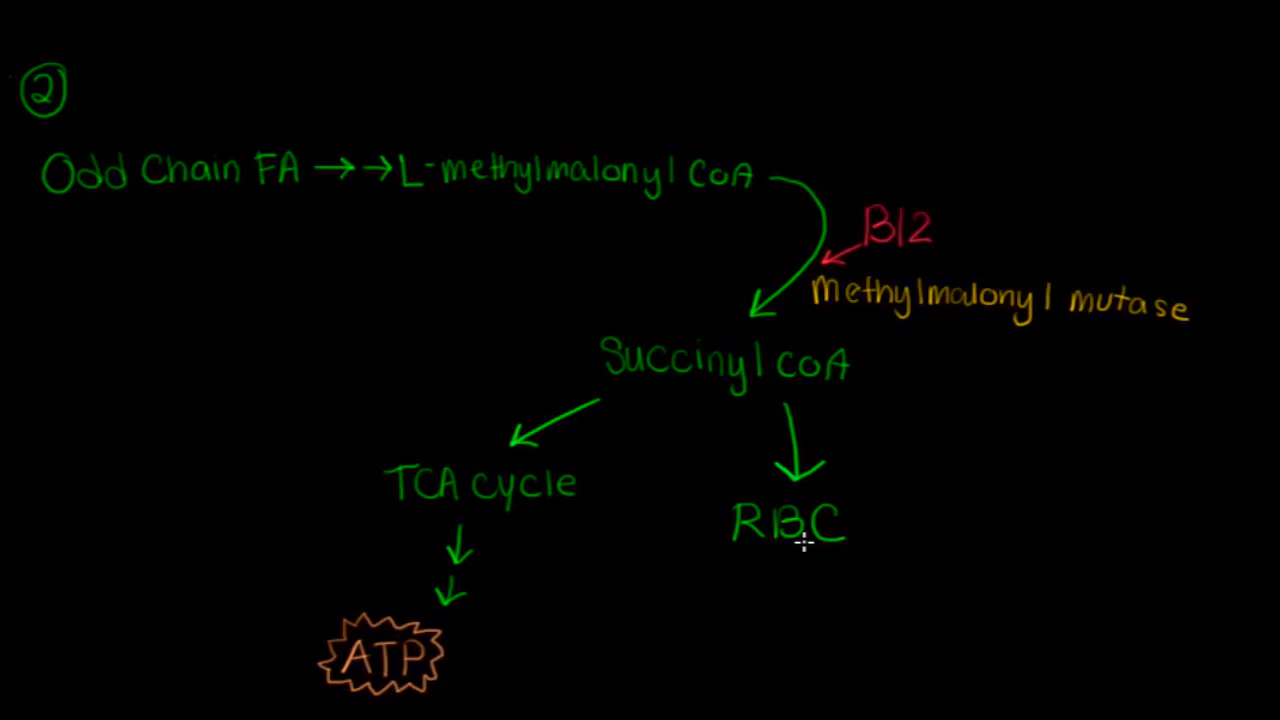 2
Odd Chain FA →→ L-methylmalonyl CoA
B12
methylmalonyl mutase
Succinyl coA
TCA cycle
RBC
ATP